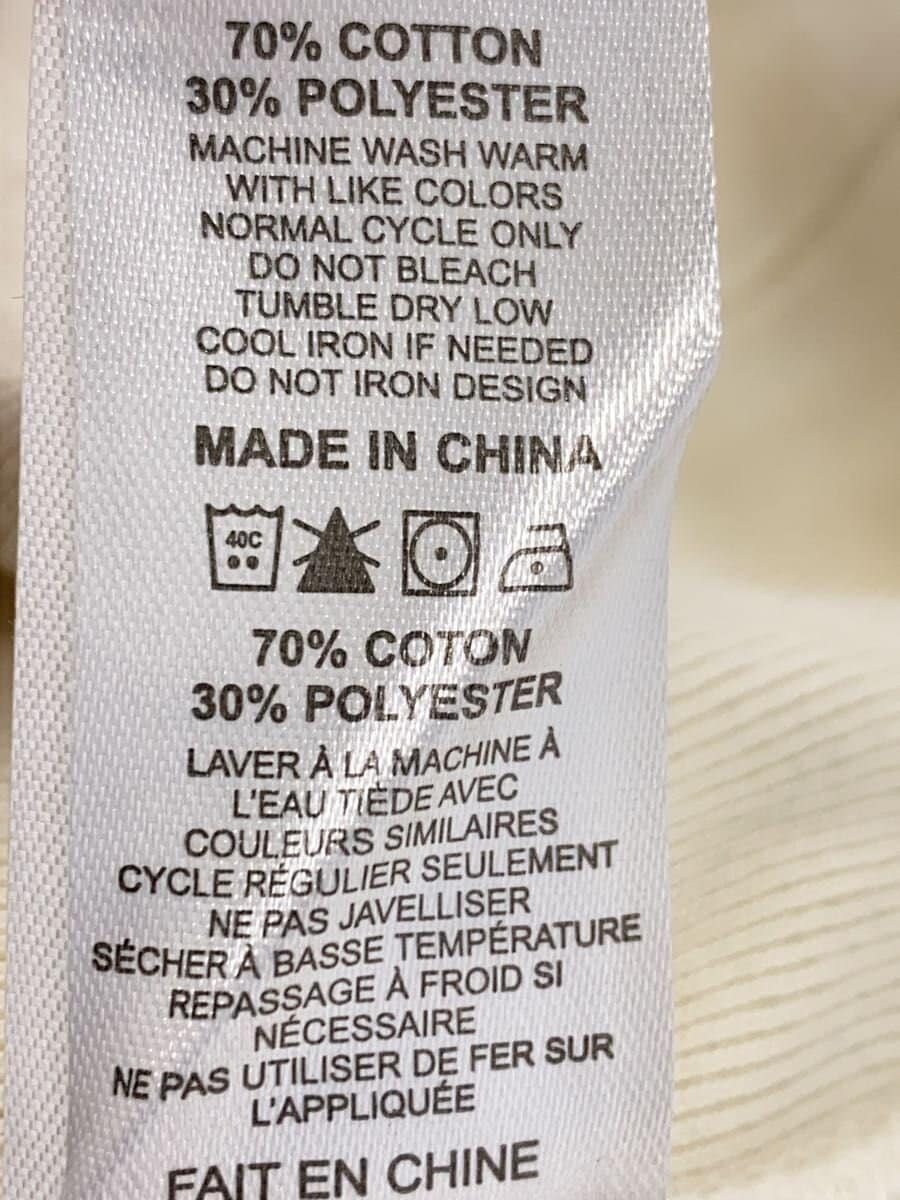 70% COTTON
30% POLYESTER
MACHINE WASH WARM
WITH LIKE COLORS
NORMAL CYCLE ONLY
DO NOT BLEACH
TUMBLE DRY LOW
COOL IRON IF NEEDED
DO NOT IRON DESIGN
MADE IN CHINA
40C
70% COTON
30% POLYESTER
LAVER À LA MACHINE À
L'EAU TIÈDE AVEC
COULEURS SIMILAIRES
CYCLE RÉGULIER SEULEMENT
NE PAS JAVELLISER
SÉCHER À BASSE TEMPÉRATURE
REPASSAGE À FROID SI
NÉCESSAIRE
NE PAS UTILISER DE FER SUR
L'APPLIQUÉE
FAIT EN CHINE